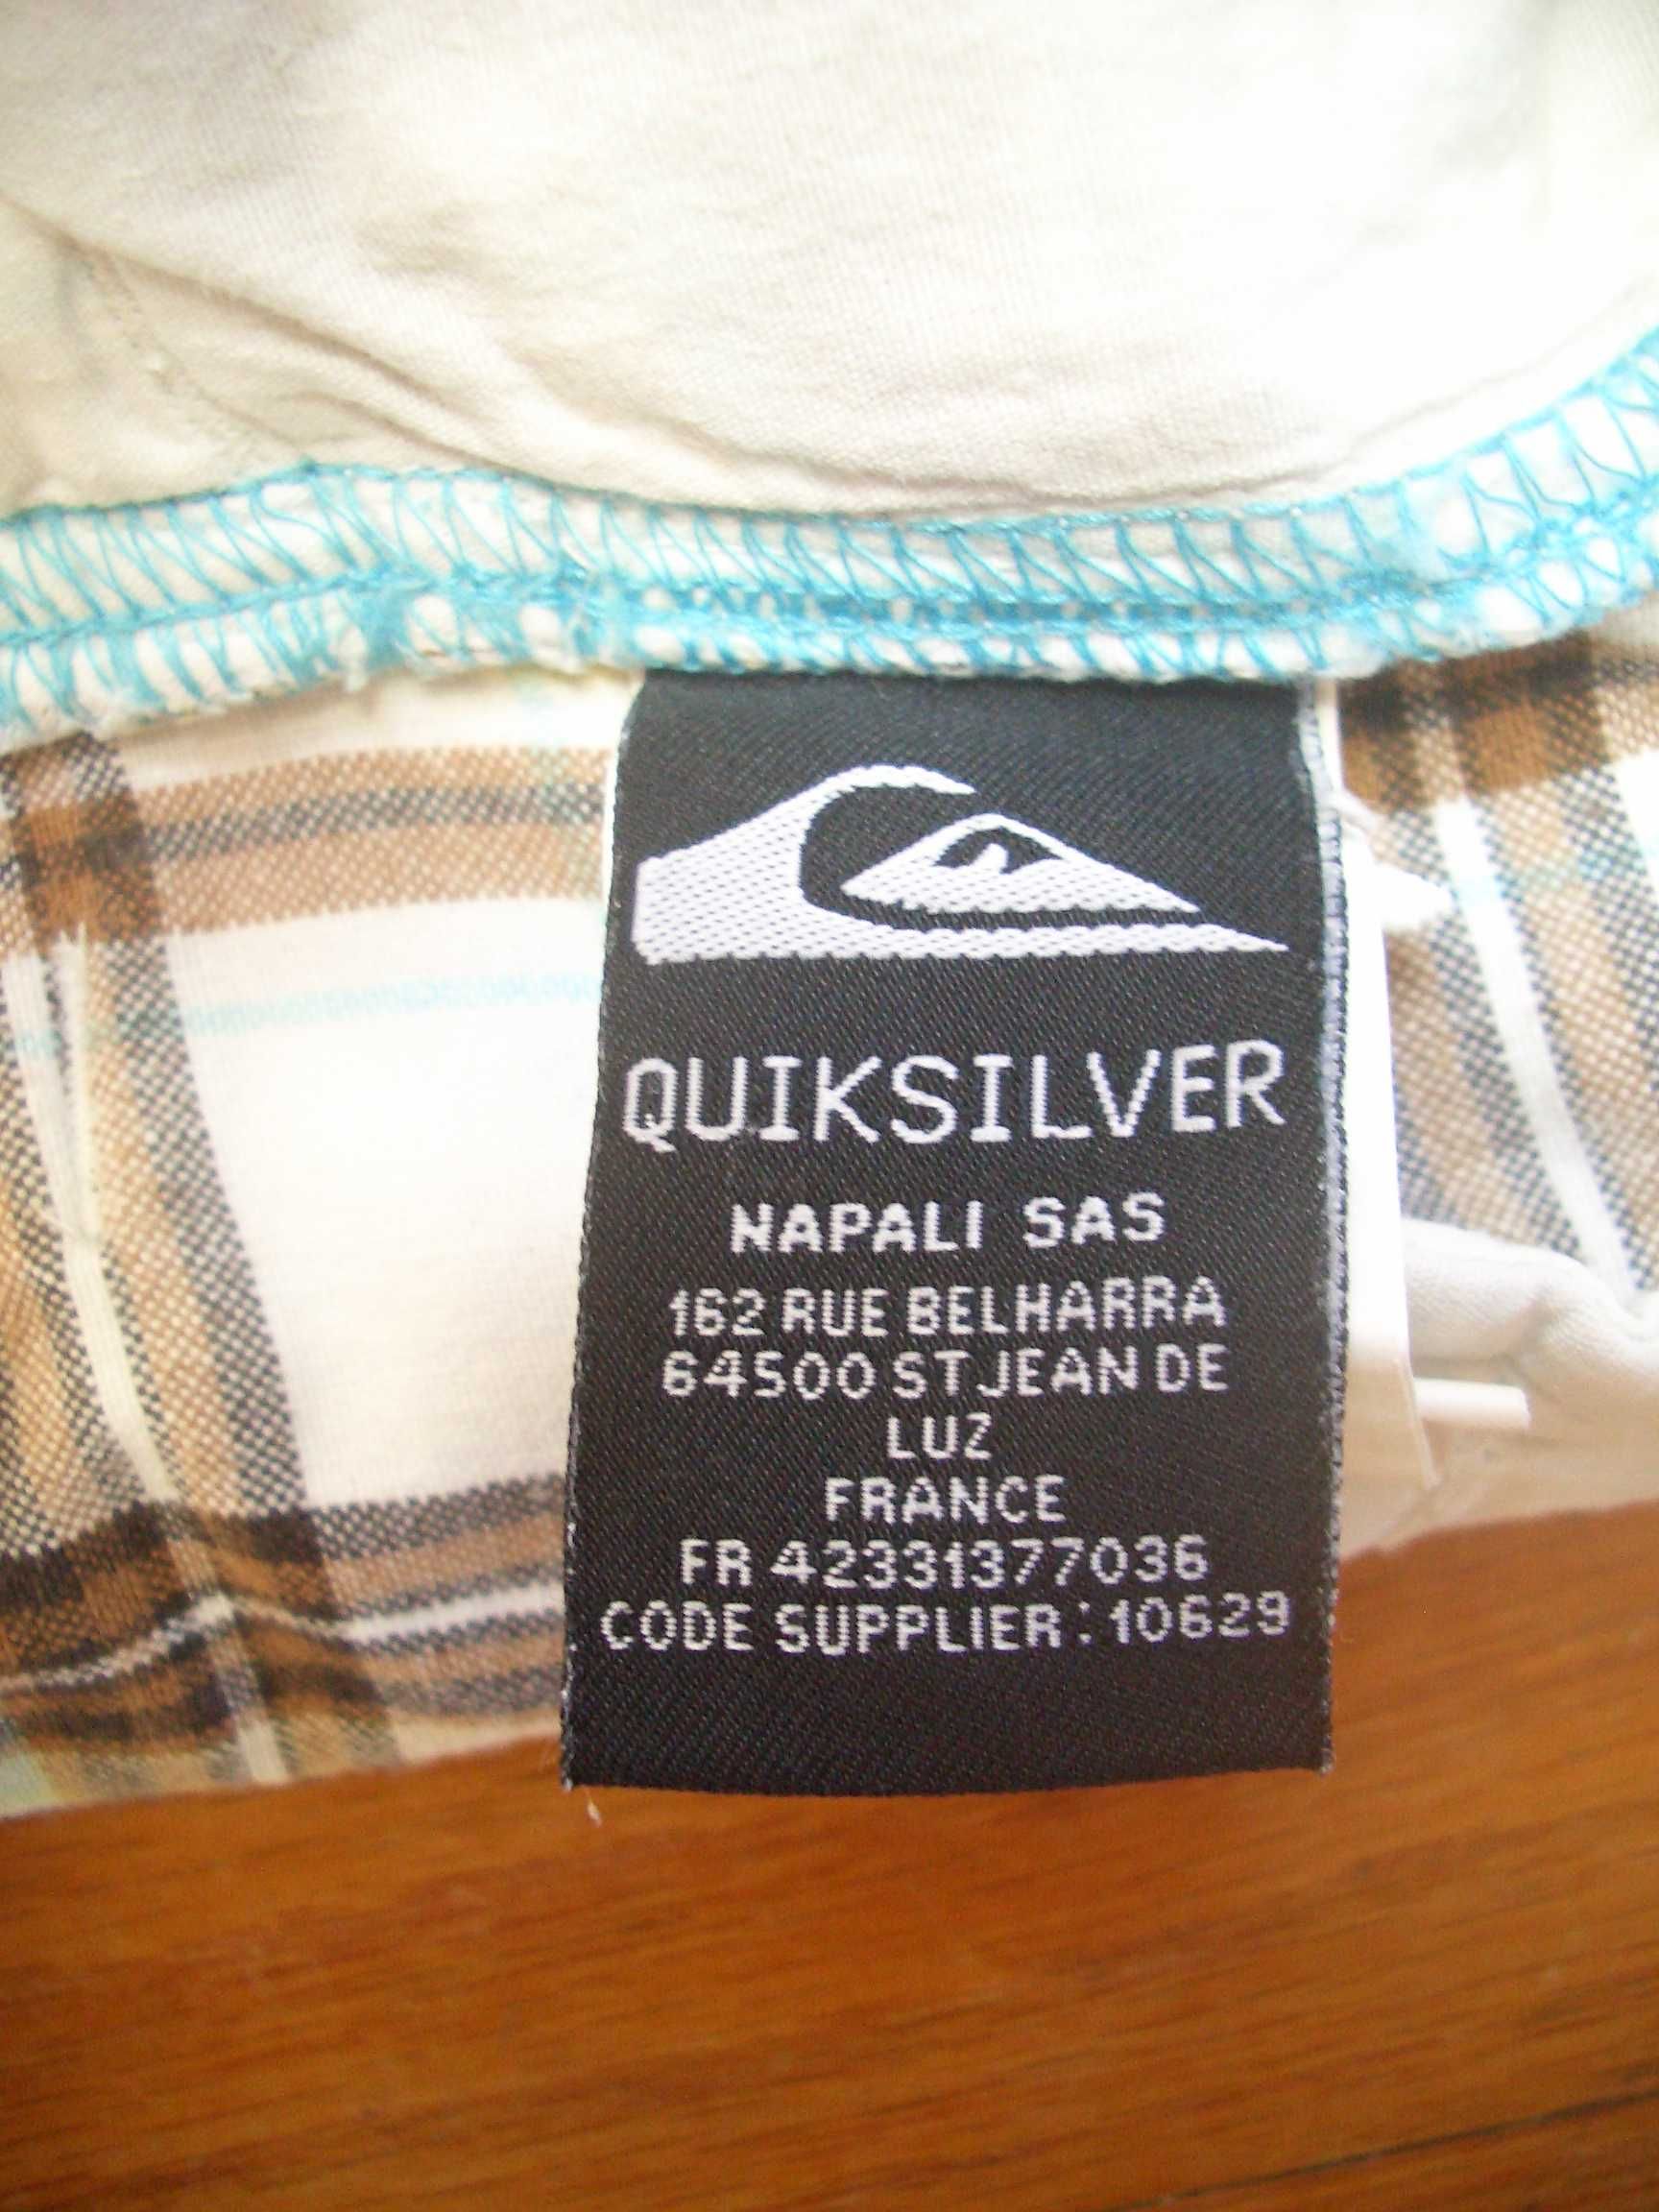 QUIKSILVER
NAPALI SAS
162 RUE BELHARRA
64500 ST JEAN DE
LUZ
FRANCE
FR 42331377036
CODE SUPPLIER : 10629